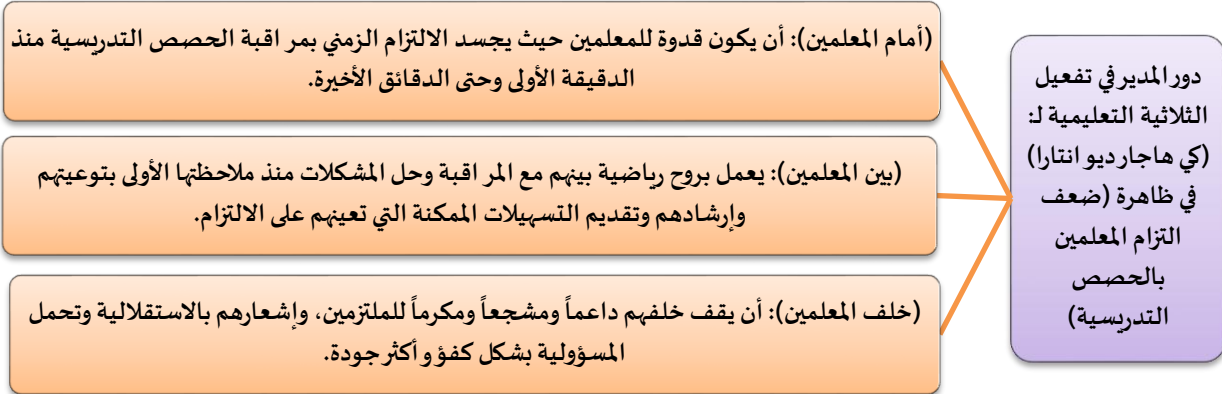 دور المدير في تفعيل
الثلاثية التعليمية لـ:
(كي هاجار ديو انتارا)
في ظاهرة (ضعف
التزام المعلمين
بالحصص
التدريسية)
(أمام المعلمين): أن يكون قدوة للمعلمين حيث يجسد الالتزام الزمني بمراقبة الحصص التدريسية منذ
الدقيقة الأولى وحتى الدقائق الأخيرة.
(بين المعلمين): يعمل بروح رياضية بينهم مع المراقبة وحل المشكلات منذ ملاحظتها الأولى بتوعيتهم
وإرشادهم وتقديم التسهيلات الممكنة التي تعينهم على الالتزام.
(خلف المعلمين): أن يقف خلفهم داعماً ومشجعاً ومكرماً للملتزمين، وإشعارهم بالاستقلالية وتحمل
المسؤولية بشكل كفؤ وأكثر جودة.